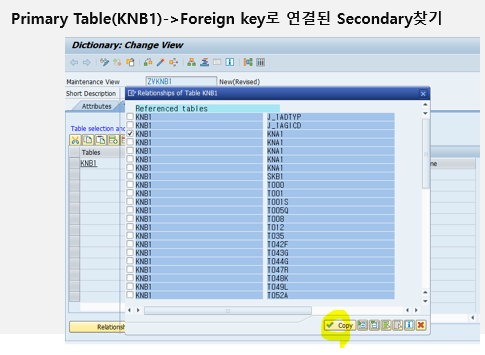 Primary Table(KNB1)->Foreign key로 연결된 Secondary찾기
Dictionary: Change View
Maintenance View ZVKNB1 New(Revised)
Short Description
Relationships of Table KNB1
Attributes
Table selection and
Tables
KNB1
Referenced tables
KNB1 J_1ADTYP
KNB1 J_1AGICD
KNB1 KNA1
KNB1 KNA1
KNB1 KNA1
KNB1 KNA1
KNB1 KNA1
KNB1 SKB1
KNB1 T000
KNB1 T001
KNB1 T001S
KNB1 T005Q
KNB1 T008
KNB1 T012
KNB1 T035
KNB1 T042F
KNB1 T043G
KNB1 T044G
KNB1 T047R
KNB1 T048K
KNB1 T049L
KNB1 T052A
Relations
Copy